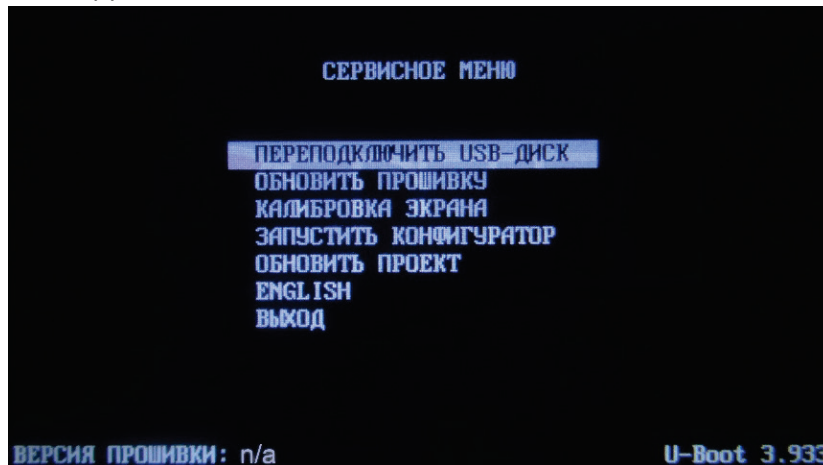 СЕРВИСНОЕ МЕНЮ
ПЕРЕПОДКЛЮЧИТЬ USB-ДИСК
ОБНОВИТЬ ПРОШИВКУ
КАЛИБРОВКА ЭКРАНА
ЗАПУСТИТЬ КОНФИГУРАТОР
ОБНОВИТЬ ПРОЕКТ
ENGLISH
ВЫХОД
ВЕРСИЯ ПРОШИВКИ: n/a U-Boot 3.933